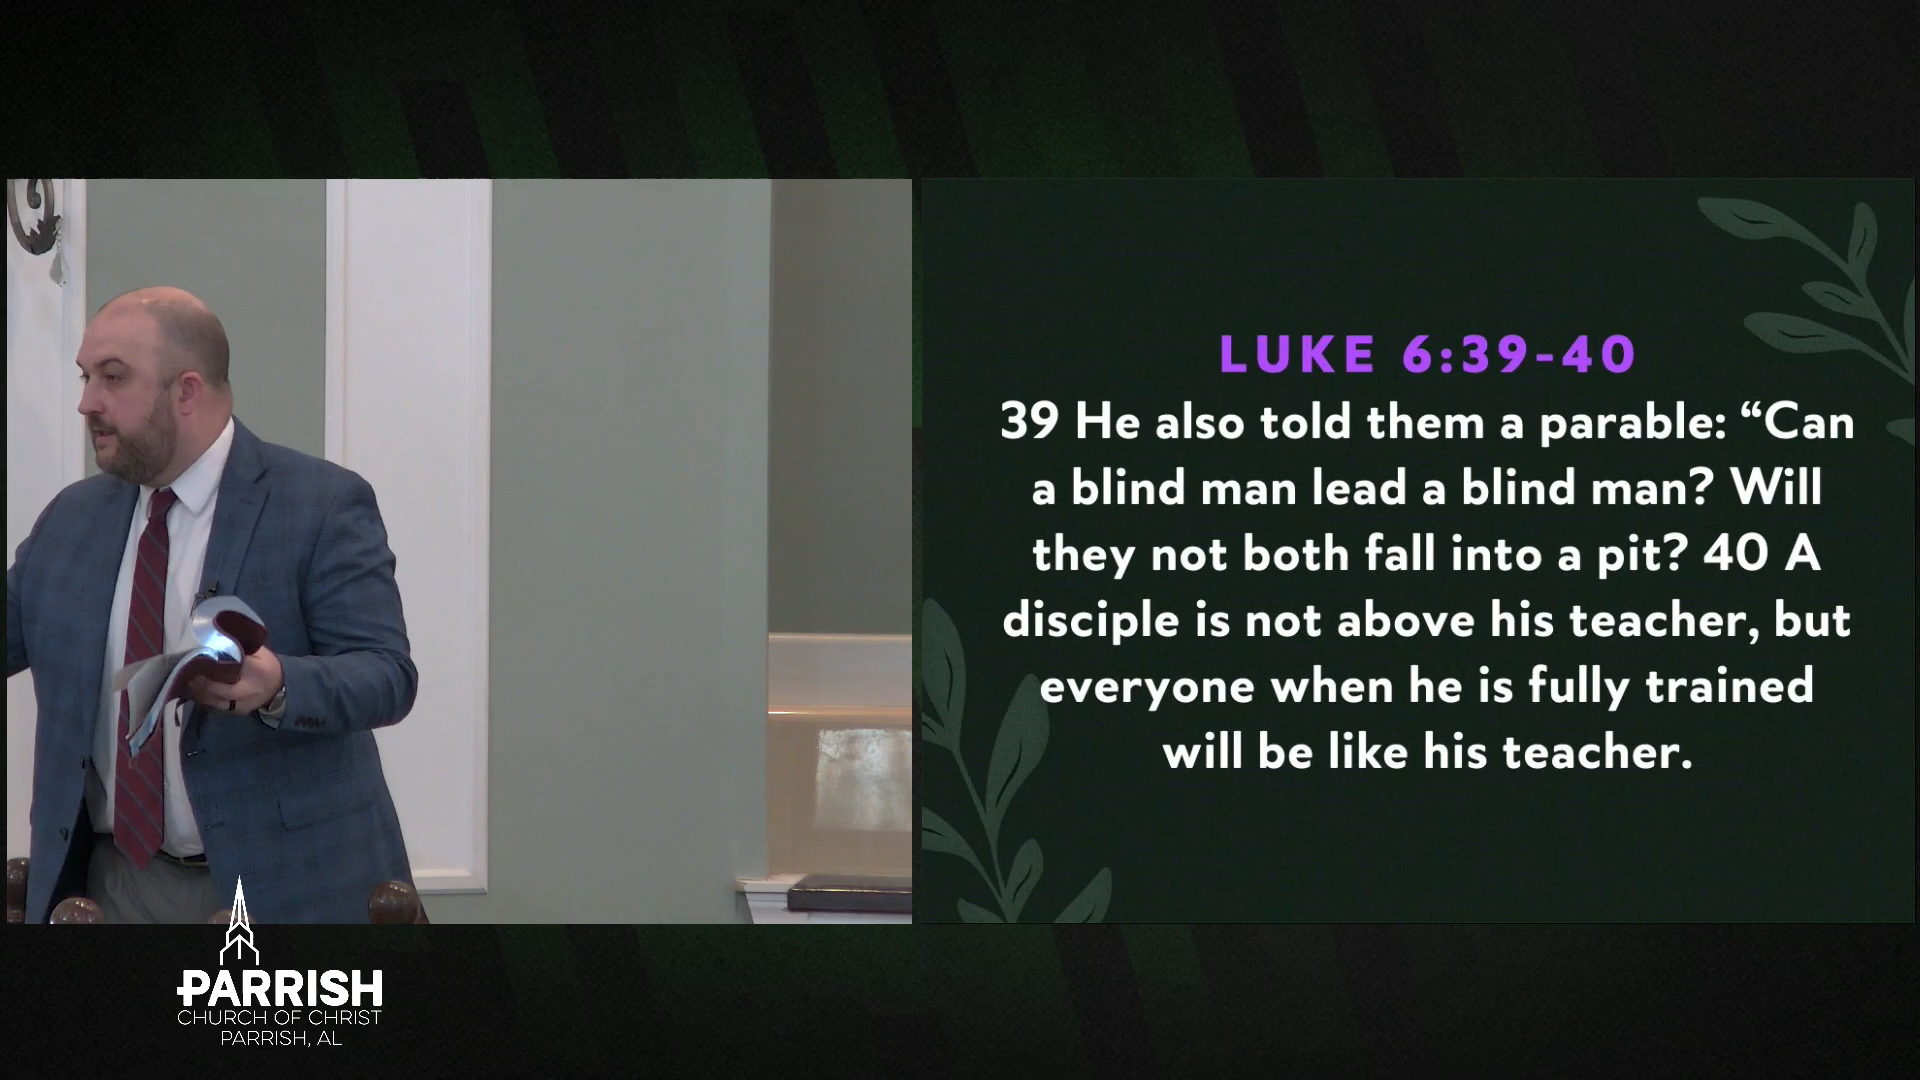 LUKE 6:39-40
39 He also told them a parable: “Can
a blind man lead a blind man? Will
they not both fall into a pit? 40 A
disciple is not above his teacher, but
everyone when he is fully trained
will be like his teacher.
PARRISH
CHURCH OF CHRIST
PARRISH, AL